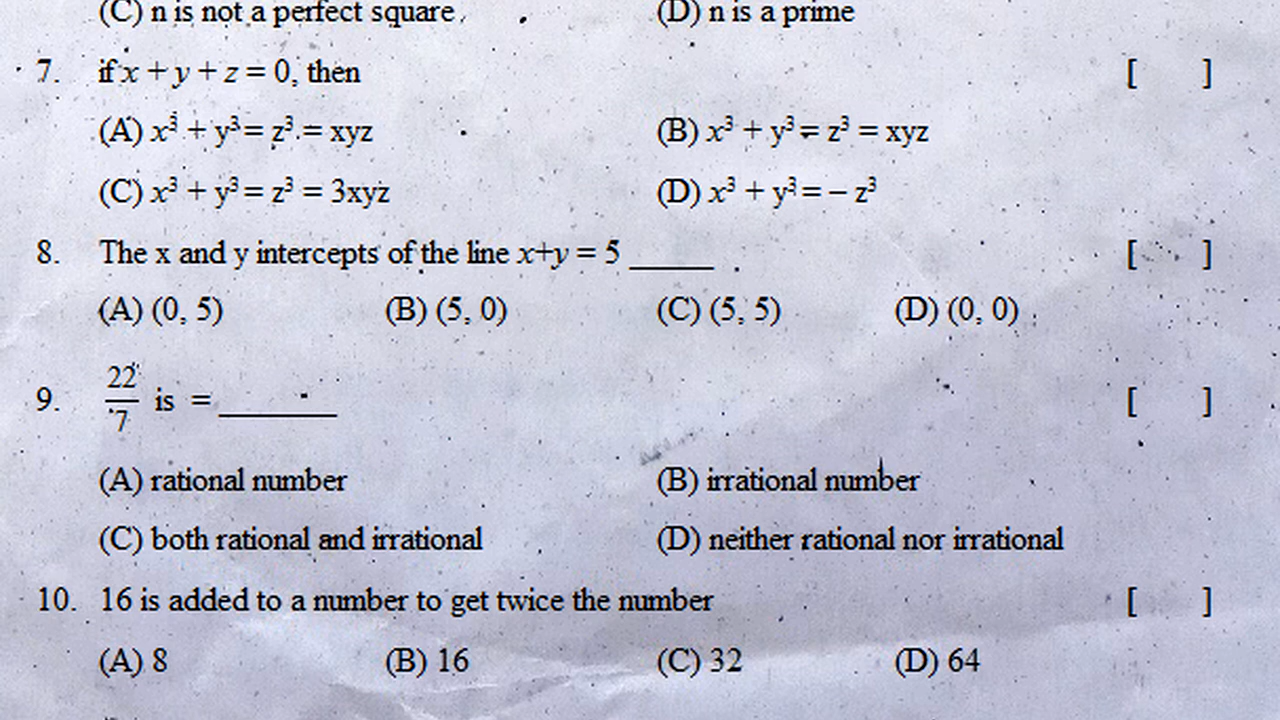 (C) n is not a perfect square. (D) n is a prime
7. if x + y + z = 0, then [ ]
(A) x³ + y³ = z³ = xyz (B) x³ + y³ = z³ = xyz
(C) x³ + y³ = z³ = 3xyz (D) x³ + y³ = – z³
8. The x and y intercepts of the line x+y = 5 _____ . [ ]
(A) (0, 5) (B) (5, 0) (C) (5, 5) (D) (0, 0)
9. 22/7 is = _______ [ ]
(A) rational number (B) irrational number
(C) both rational and irrational (D) neither rational nor irrational
10. 16 is added to a number to get twice the number [ ]
(A) 8 (B) 16 (C) 32 (D) 64